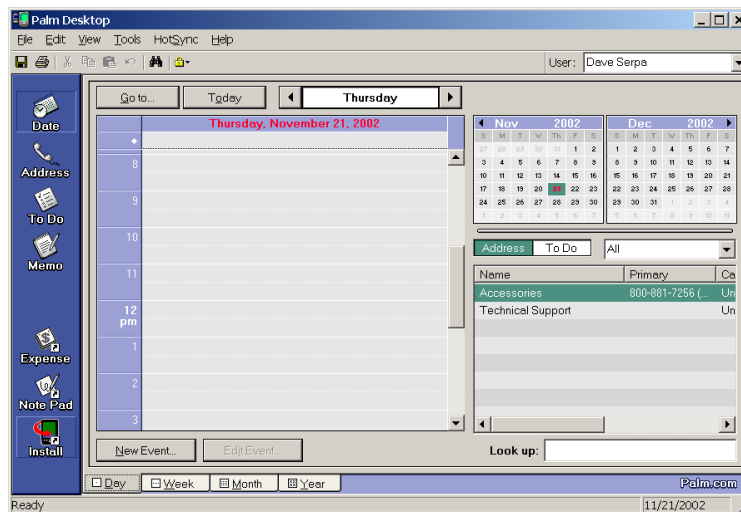 Palm Desktop
File Edit View Tools HotSync Help
User: Dave Serpa
Date
Address
To Do
Memo
Expense
Note Pad
Install
Go to... Today Thursday
Thursday, November 21, 2002
8
9
10
11
12
pm
1
2
3
New Event... Edit Event...
Day Week Month Year
Nov 2002
S M T W Th F S
27 28 29 30 31 1 2
3 4 5 6 7 8 9
10 11 12 13 14 15 16
17 18 19 20 21 22 23
24 25 26 27 28 29 30
1 2 3 4 5 6 7
Dec 2002
S M T W Th F S
1 2 3 4 5 6 7
8 9 10 11 12 13 14
15 16 17 18 19 20 21
22 23 24 25 26 27 28
29 30 31 1 2 3 4
5 6 7 8 9 10 11
Address To Do All
Name Primary Ca
Accessories 800-881-7256 (... Un
Technical Support Un
Look up:
Palm.com
Ready 11/21/2002